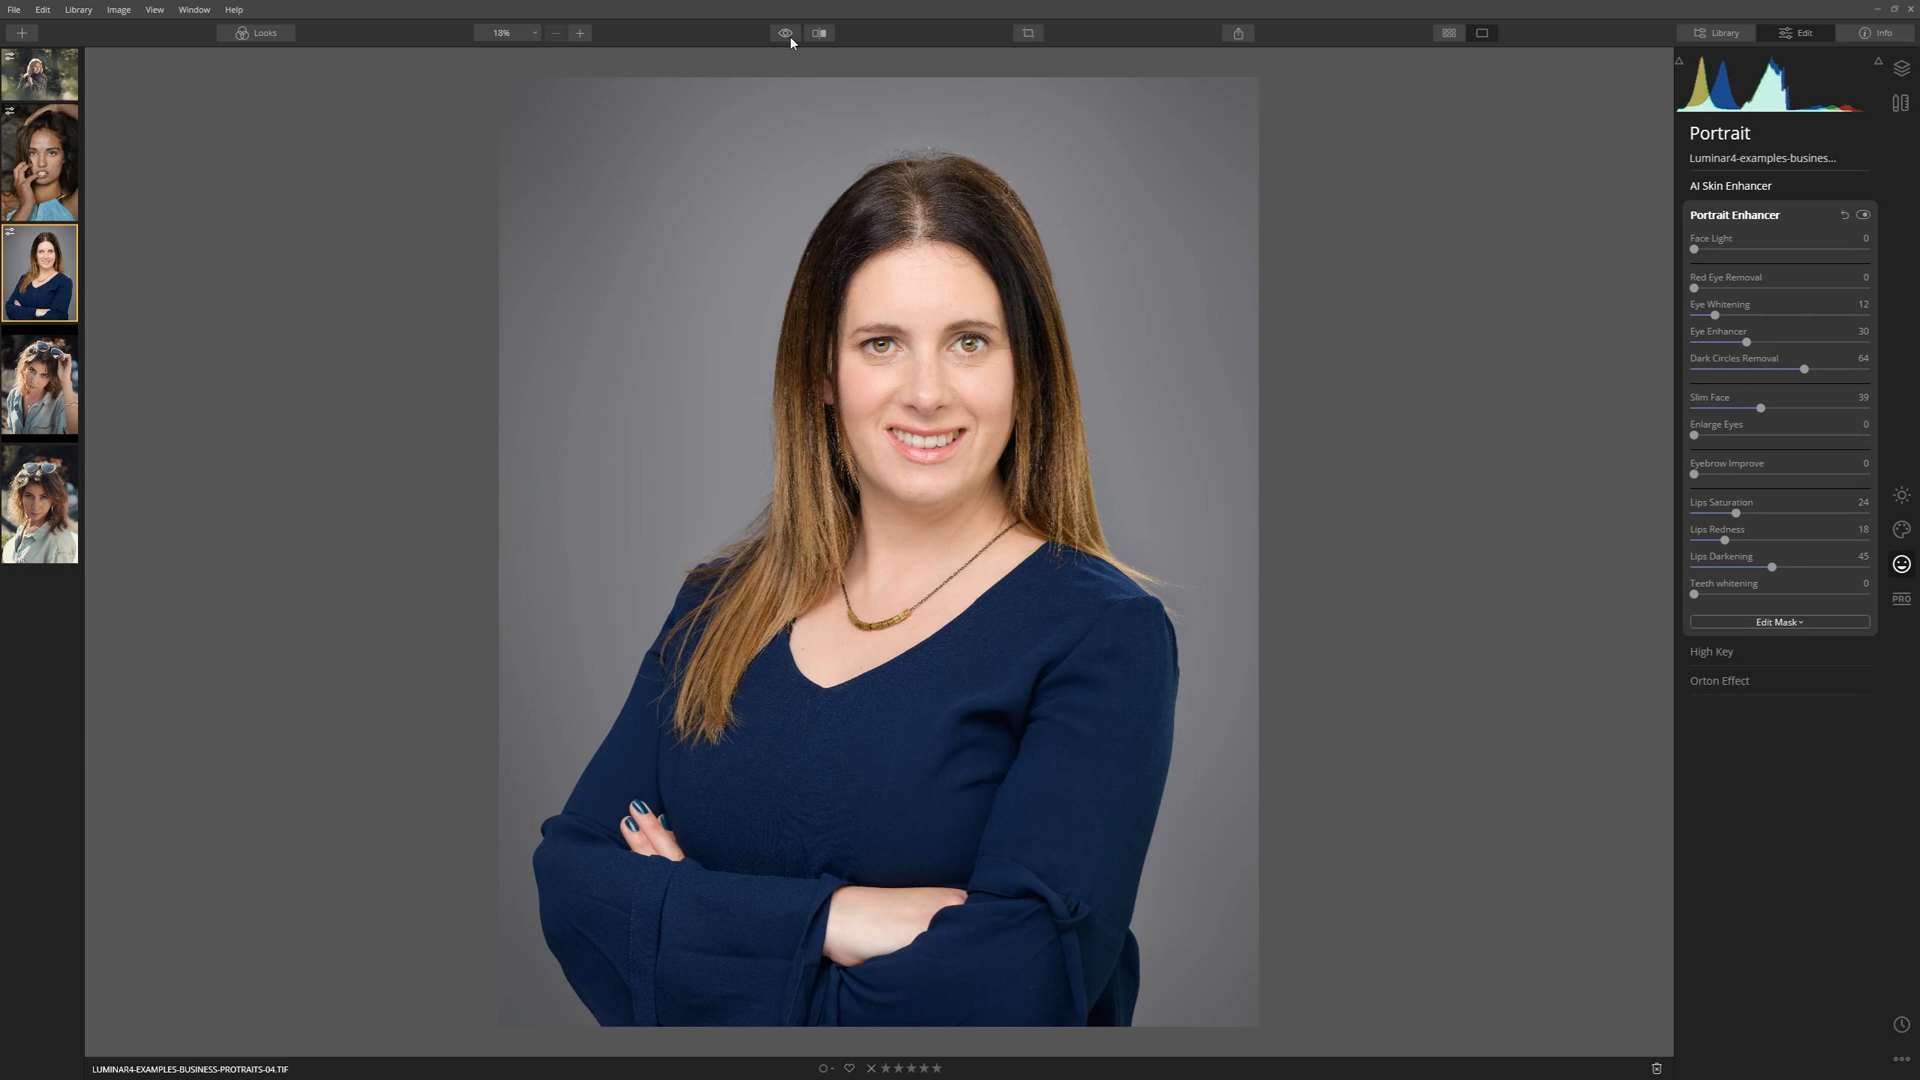 File Edit Library Image View Window Help
Looks 18% Library Edit Info
Portrait
Luminar4-examples-busines...
AI Skin Enhancer
Portrait Enhancer
Face Light 0
Red Eye Removal 0
Eye Whitening 12
Eye Enhancer 30
Dark Circles Removal 64
Slim Face 39
Enlarge Eyes 0
Eyebrow Improve 0
Lips Saturation 24
Lips Redness 18
Lips Darkening 45
Teeth whitening 0
PRO
Edit Mask
High Key
Orton Effect
LUMINAR4-EXAMPLES-BUSINESS-PROTRAITS-04.TIF